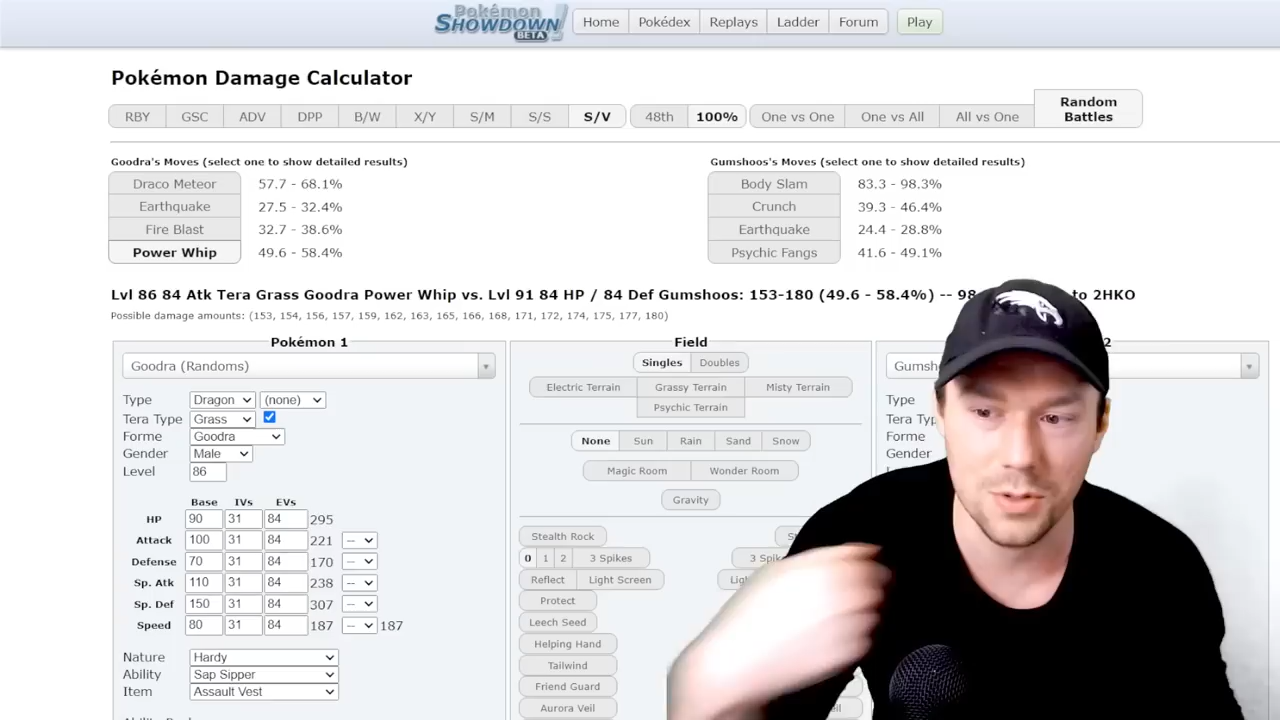 Pokémon
SHOWDOWN!
BETA
Home Pokédex Replays Ladder Forum Play
Pokémon Damage Calculator
RBY GSC ADV DPP B/W X/Y S/M S/S S/V 48th 100% One vs One One vs All All vs One Random Battles
Goodra's Moves (select one to show detailed results) Gumshoos's Moves (select one to show detailed results)
Draco Meteor 57.7 - 68.1% Body Slam 83.3 - 98.3%
Earthquake 27.5 - 32.4% Crunch 39.3 - 46.4%
Fire Blast 32.7 - 38.6% Earthquake 24.4 - 28.8%
Power Whip 49.6 - 58.4% Psychic Fangs 41.6 - 49.1%
Lvl 86 84 Atk Tera Grass Goodra Power Whip vs. Lvl 91 84 HP / 84 Def Gumshoos: 153-180 (49.6 - 58.4%) -- 98 to 2HKO
Possible damage amounts: (153, 154, 156, 157, 159, 162, 163, 165, 166, 168, 171, 172, 174, 175, 177, 180)
Pokémon 1 Field 2
Goodra (Randoms) Singles Doubles Gumsh
Electric Terrain Grassy Terrain Misty Terrain
Type Dragon (none) Psychic Terrain Type
Tera Type Grass Tera Typ
Forme Goodra None Sun Rain Sand Snow Forme
Gender Male Gender
Level 86 Magic Room Wonder Room Level
Gravity
Base IVs EVs
HP 90 31 84 295 Stealth Rock
Attack 100 31 84 221 -- 0 1 2 3 Spikes 3 Spik
Defense 70 31 84 170 -- Reflect Light Screen
Sp. Atk 110 31 84 238 -- Protect
Sp. Def 150 31 84 307 -- Leech Seed
Speed 80 31 84 187 -- 187 Helping Hand
Nature Hardy Tailwind
Ability Sap Sipper Friend Guard
Item Assault Vest Aurora Veil